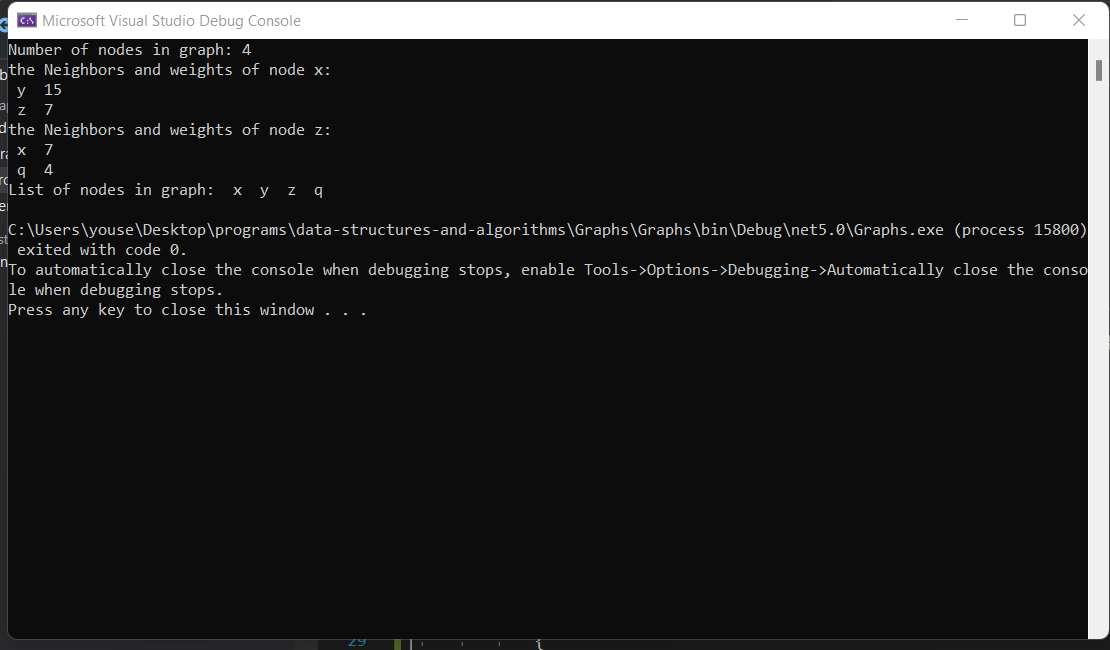 C:\ Microsoft Visual Studio Debug Console
Number of nodes in graph: 4
the Neighbors and weights of node x:
y 15
z 7
the Neighbors and weights of node z:
x 7
q 4
List of nodes in graph: x y z q
C:\Users\youse\Desktop\programs\data-structures-and-algorithms\Graphs\Graphs\bin\Debug\net5.0\Graphs.exe (process 15800)
exited with code 0.
To automatically close the console when debugging stops, enable Tools->Options->Debugging->Automatically close the conso
le when debugging stops.
Press any key to close this window . . .
29 {